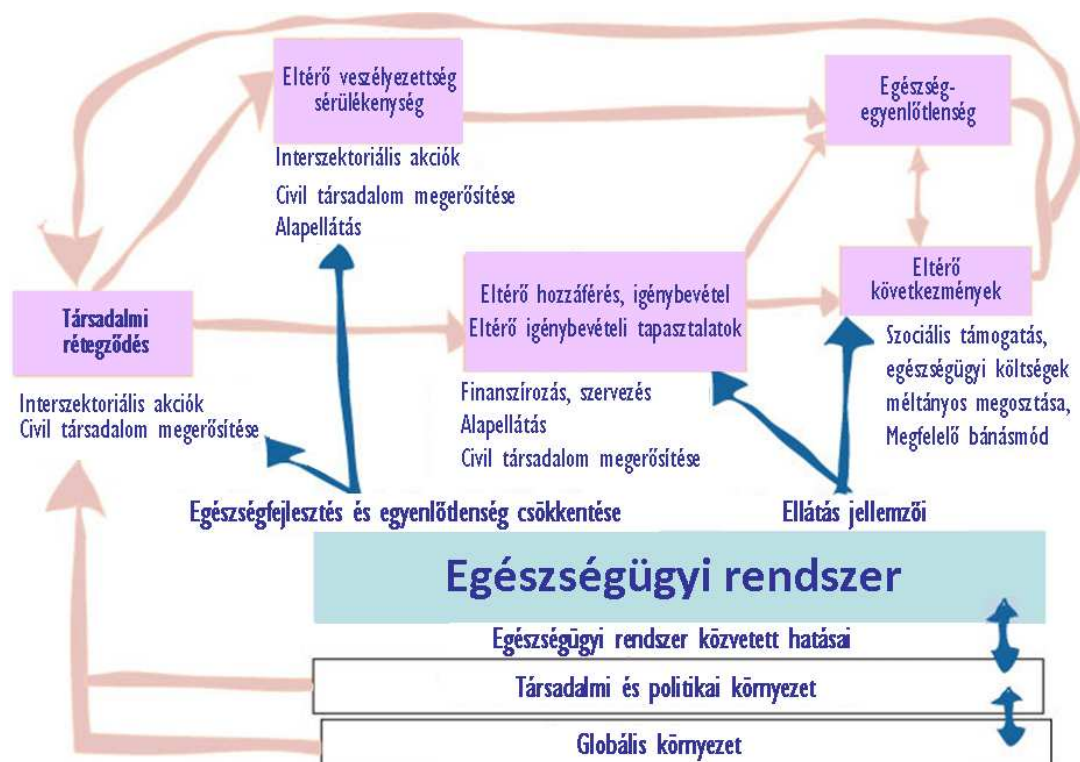 Eltérő veszélyezettség
sérülékenység
Interszektoriális akciók
Civil társadalom megerősítése
Alapellátás
Egészség-
egyenlőtlenség
Társadalmi
rétegződés
Interszektoriális akciók
Civil társadalom megerősítése
Eltérő hozzáférés, igénybevétel
Eltérő igénybevételi tapasztalatok
Finanszírozás, szervezés
Alapellátás
Civil társadalom megerősítése
Eltérő
következmények
Szociális támogatás,
egészségügyi költségek
méltányos megosztása,
Megfelelő bánásmód
Egészségfejlesztés és egyenlőtlenség csökkentése
Ellátás jellemzői
Egészségügyi rendszer
Egészségügyi rendszer közvetett hatásai
Társadalmi és politikai környezet
Globális környezet